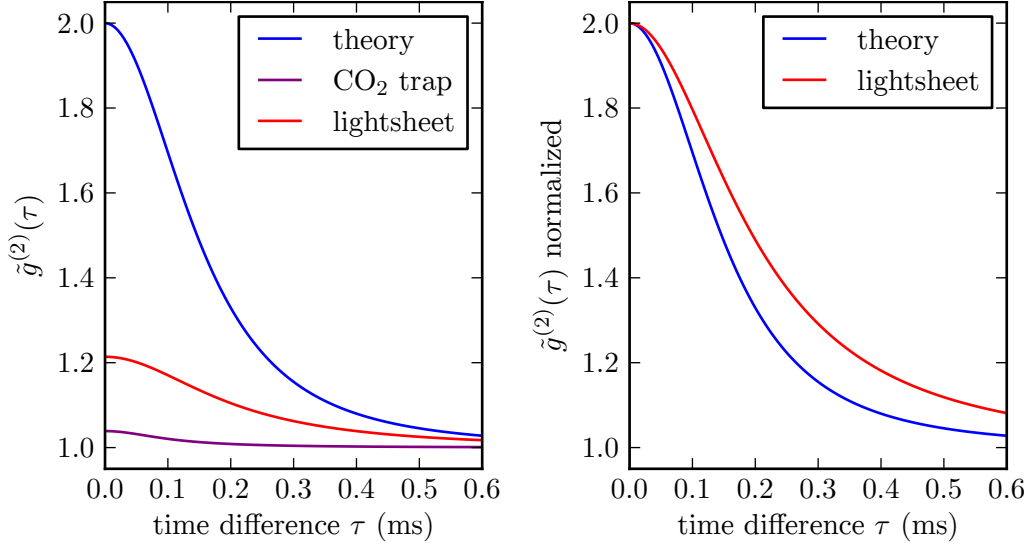 2.0
1.8
1.6
1.4
1.2
1.0
g̃⁽²⁾(τ)
theory
CO₂ trap
lightsheet
0.0 0.1 0.2 0.3 0.4 0.5 0.6
time difference τ (ms)
2.0
1.8
1.6
1.4
1.2
1.0
g̃⁽²⁾(τ) normalized
theory
lightsheet
0.0 0.1 0.2 0.3 0.4 0.5 0.6
time difference τ (ms)